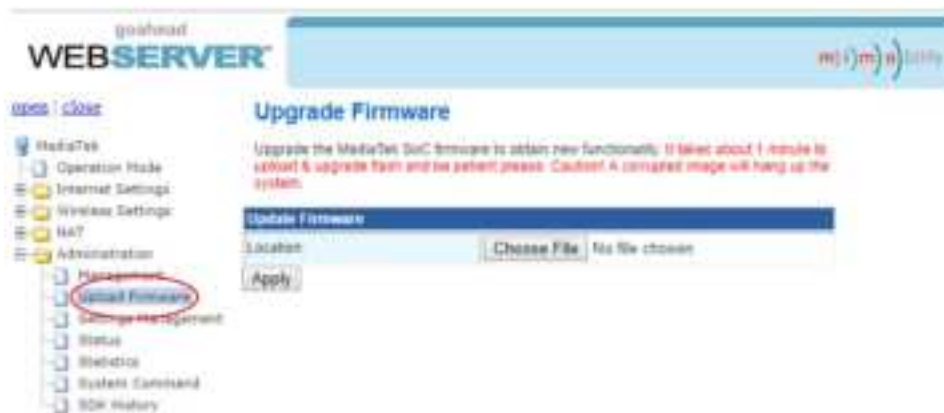 goahead
WEBSERVER
open | close
Upgrade Firmware
MediaTek
Operation Mode
Internet Settings
Wireless Settings
NAT
Administration
Management
Upload Firmware
Settings Management
Status
Statistics
System Command
SDK History
Upgrade the MediaTek SoC firmware to obtain new functionality. It takes about 1 minute to
upload & upgrade flash and be patient please. Caution! A corrupted image will hang up the
system.
Update Firmware
Location
Choose File No file chosen
Apply